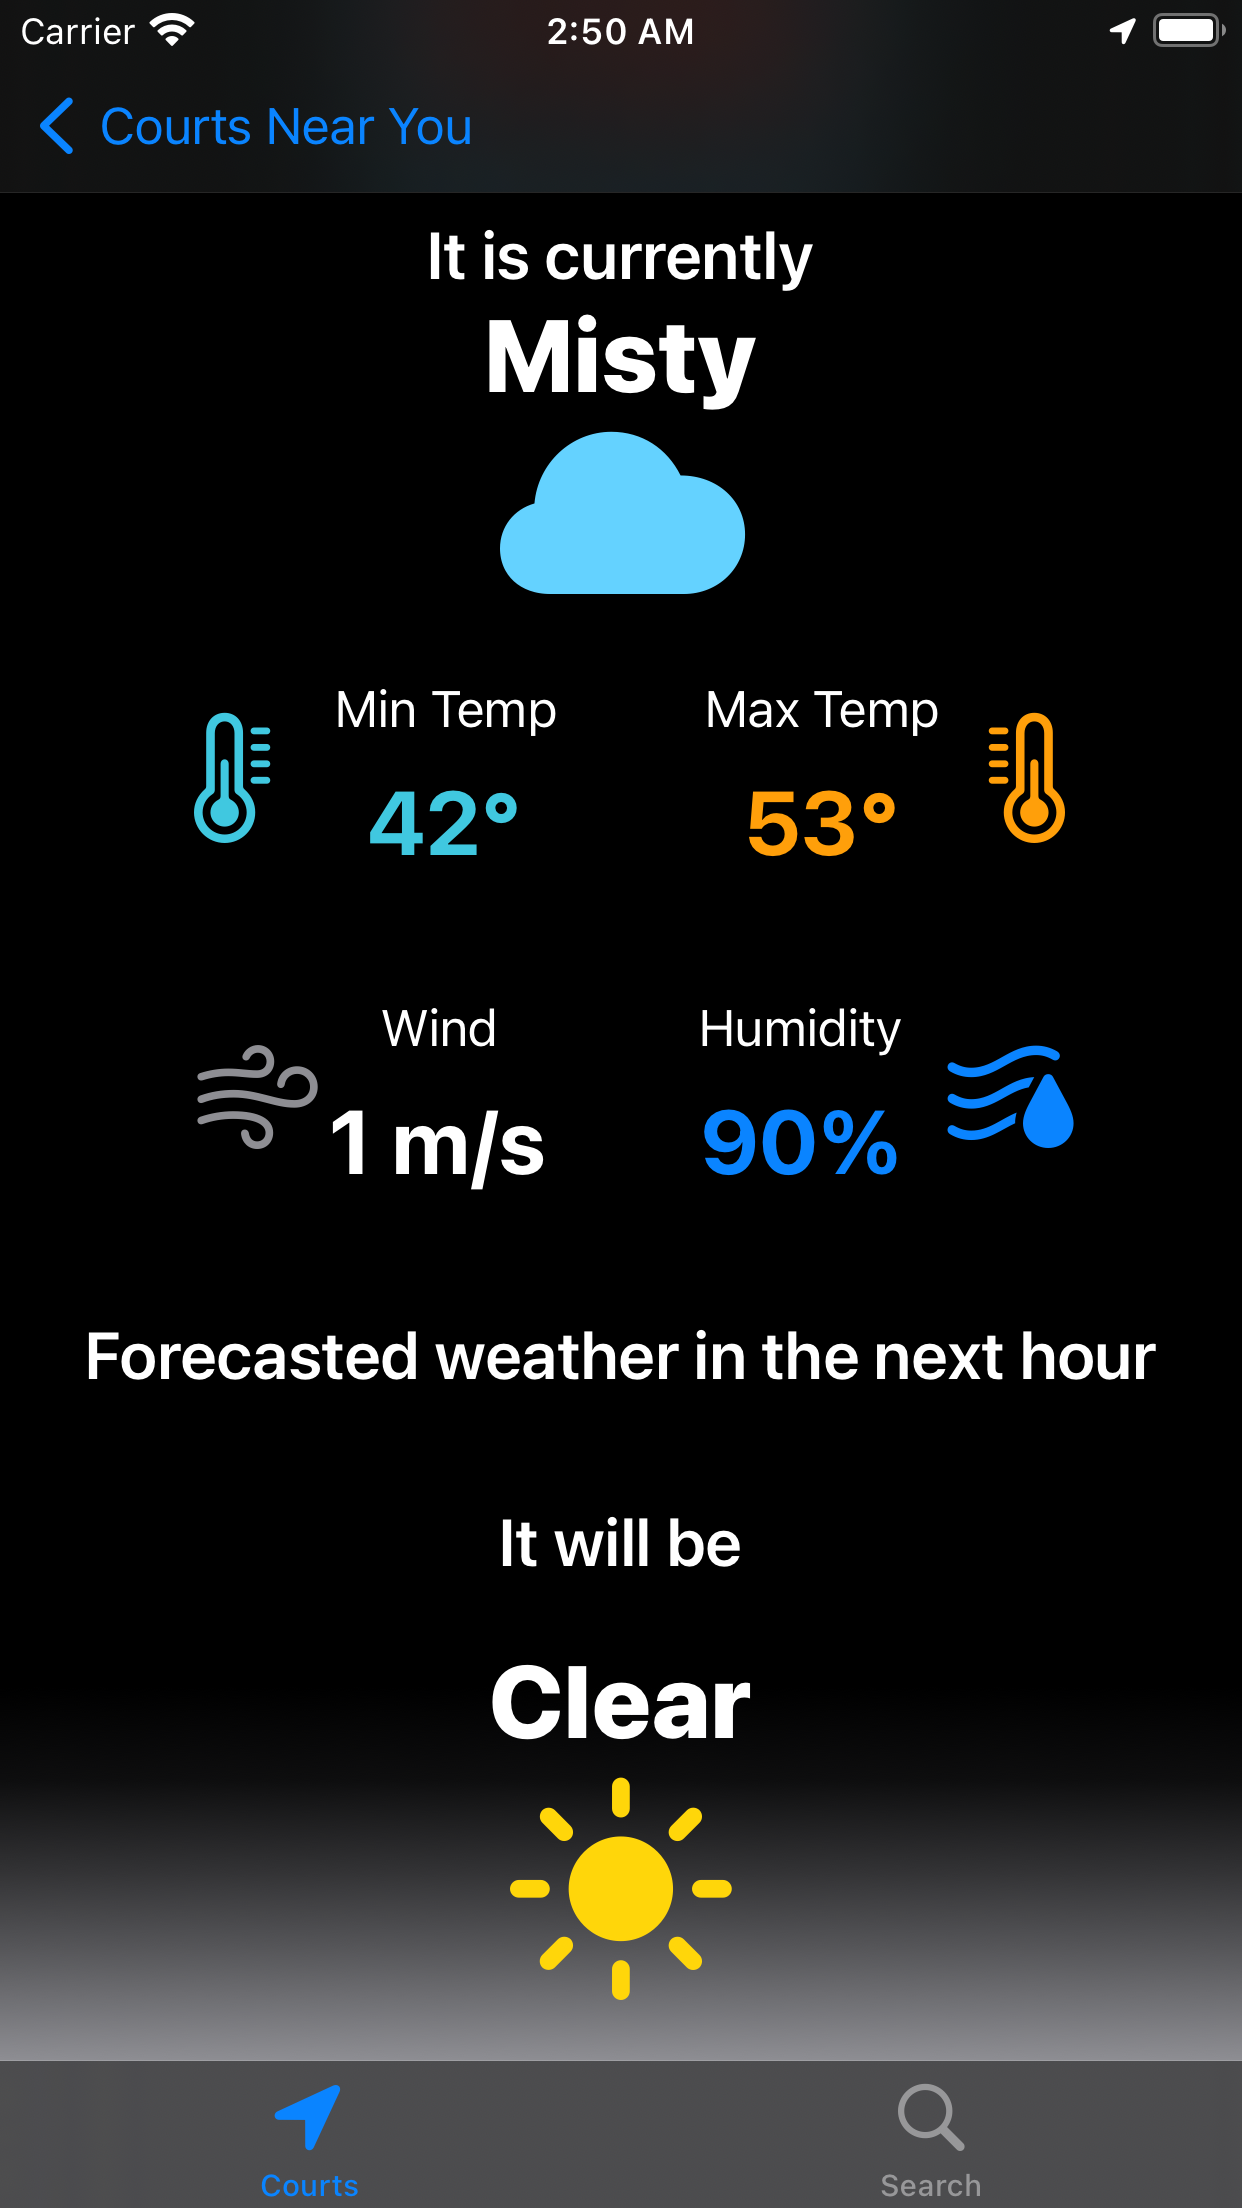 Carrier 2:50 AM
Courts Near You
It is currently
Misty
Min Temp Max Temp
42° 53°
Wind Humidity
1 m/s 90%
Forecasted weather in the next hour
It will be
Clear
Courts Search